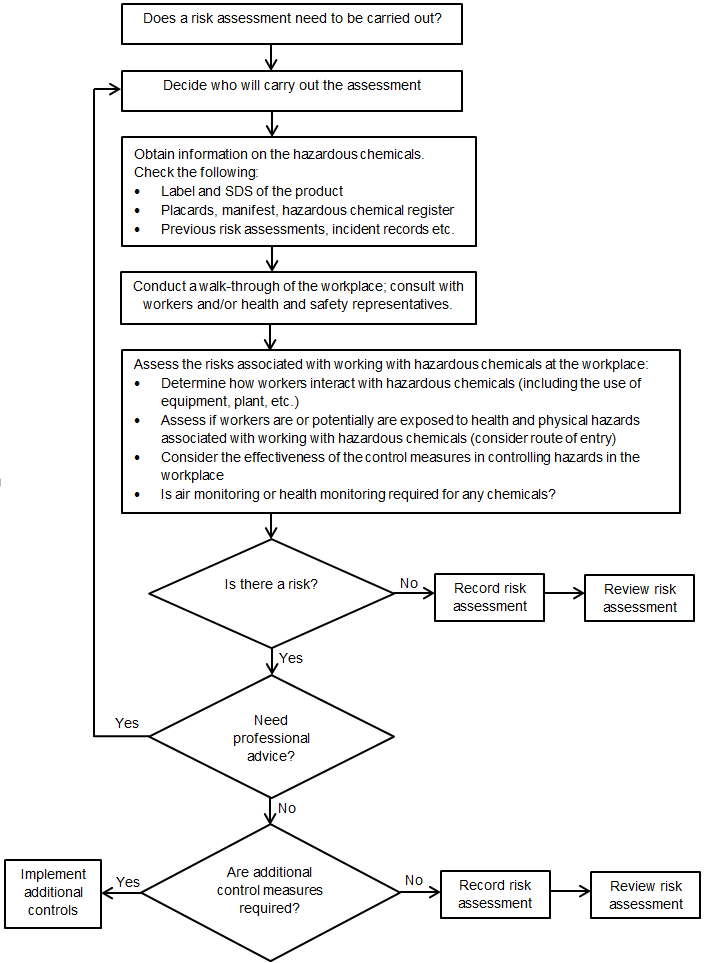 Does a risk assessment need to be carried out?
Decide who will carry out the assessment
Obtain information on the hazardous chemicals.
Check the following:
• Label and SDS of the product
• Placards, manifest, hazardous chemical register
• Previous risk assessments, incident records etc.
Conduct a walk-through of the workplace; consult with
workers and/or health and safety representatives.
Assess the risks associated with working with hazardous chemicals at the workplace:
• Determine how workers interact with hazardous chemicals (including the use of
equipment, plant, etc.)
• Assess if workers are or potentially are exposed to health and physical hazards
associated with working with hazardous chemicals (consider route of entry)
• Consider the effectiveness of the control measures in controlling hazards in the
workplace
• Is air monitoring or health monitoring required for any chemicals?
Is there a risk?
No
Record risk
assessment
Review risk
assessment
Yes
Need
professional
advice?
Yes
No
Are additional
control measures
required?
Yes
Implement
additional
controls
No
Record risk
assessment
Review risk
assessment